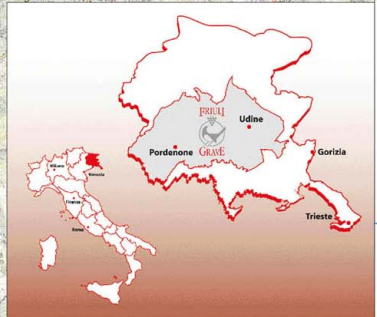 FRIULI
Udine
Pordenone
GRAVE
Gorizia
Trieste
Milano
Venezia
Firenze
Roma